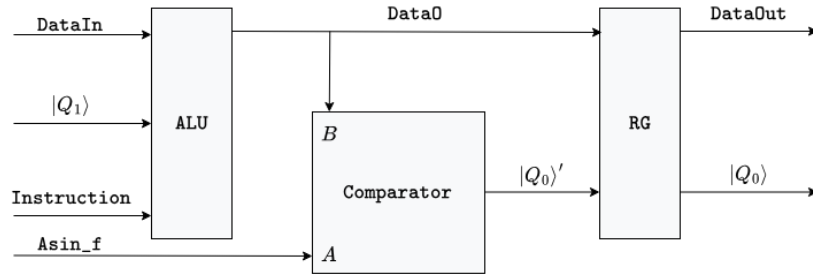 DataIn
DataO
DataOut
|Q₁⟩
ALU
B
RG
Comparator
|Q₀⟩′
|Q₀⟩
Instruction
Asin_f
A